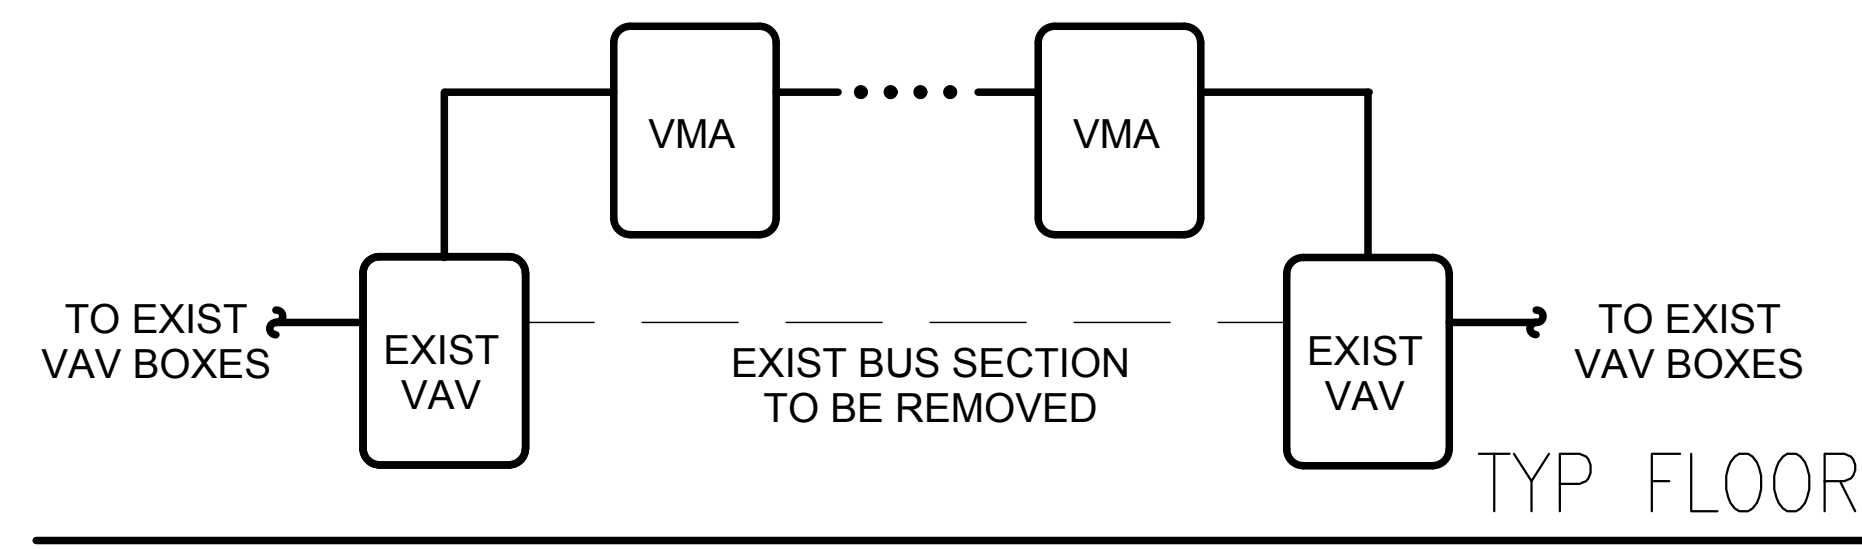 VMA
VMA
TO EXIST
VAV BOXES
EXIST
VAV
EXIST BUS SECTION
TO BE REMOVED
EXIST
VAV
TO EXIST
VAV BOXES
TYP FLOOR